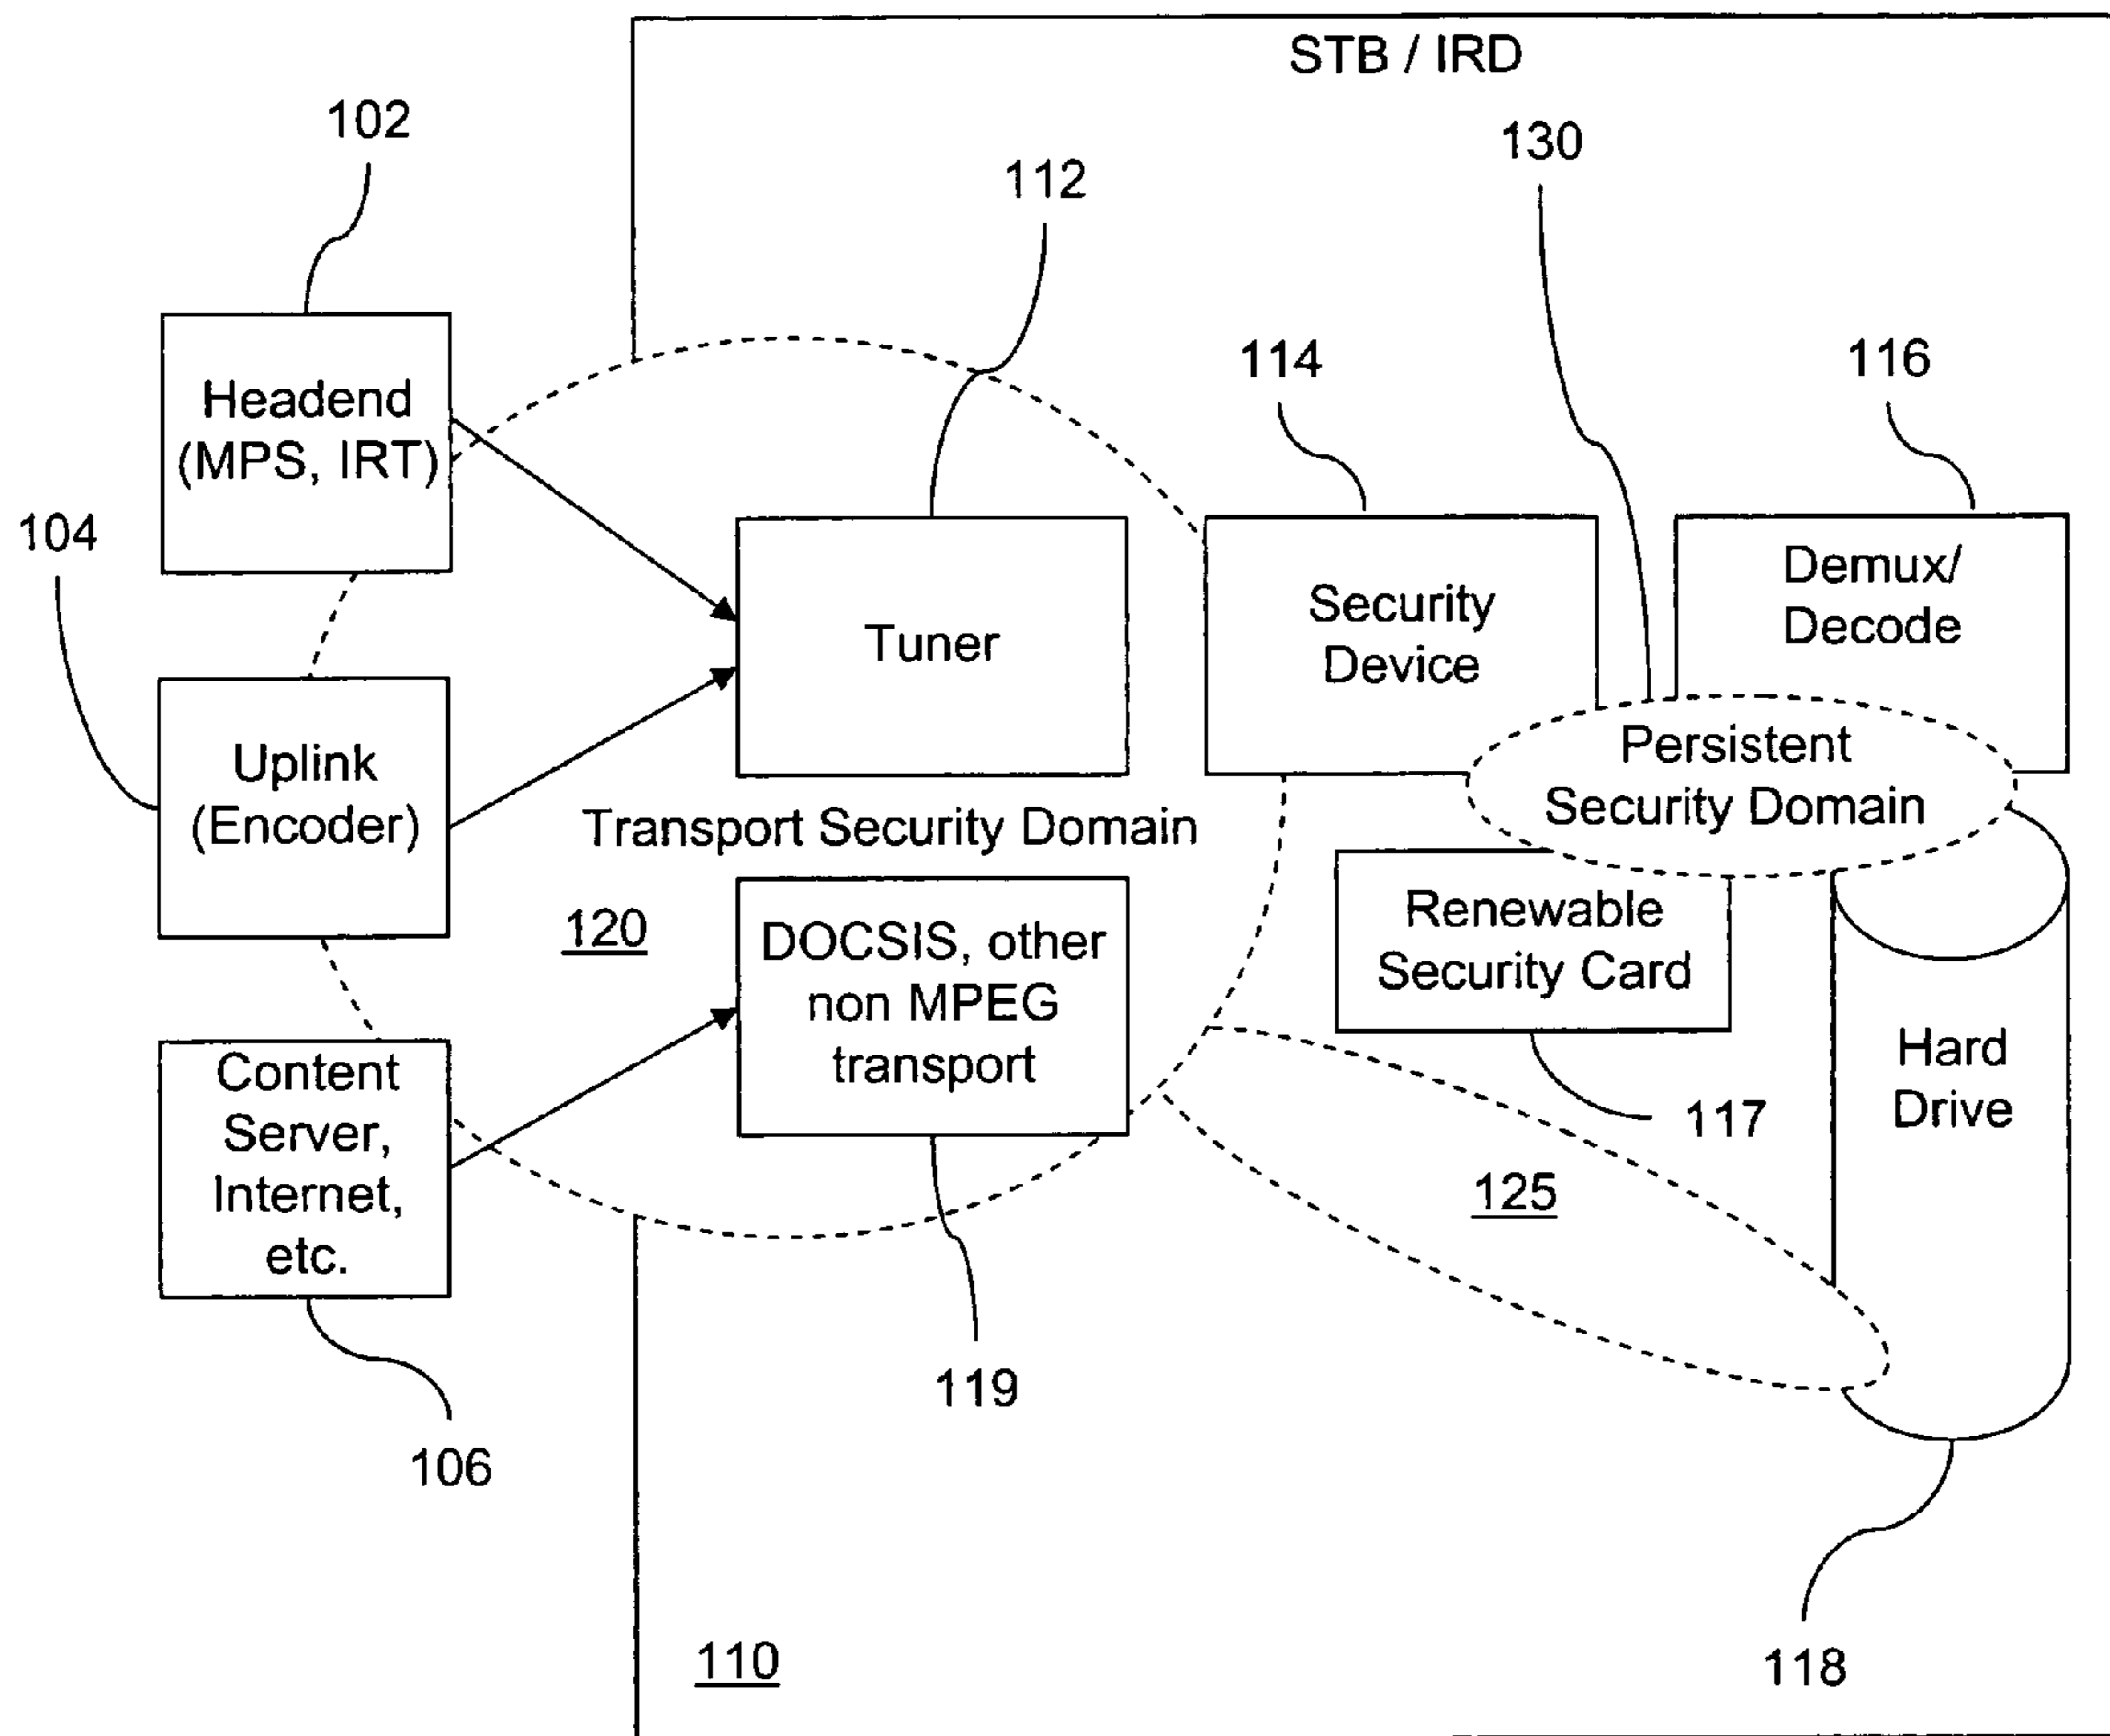 STB / IRD
102
130
112
114
116
Headend
(MPS, IRT)
104
Tuner
Security
Device
Demux/
Decode
Uplink
(Encoder)
Persistent
Security Domain
Transport Security Domain
120
DOCSIS, other
non MPEG
transport
Renewable
Security Card
Content
Server,
Internet,
etc.
Hard
Drive
117
125
119
106
110
118